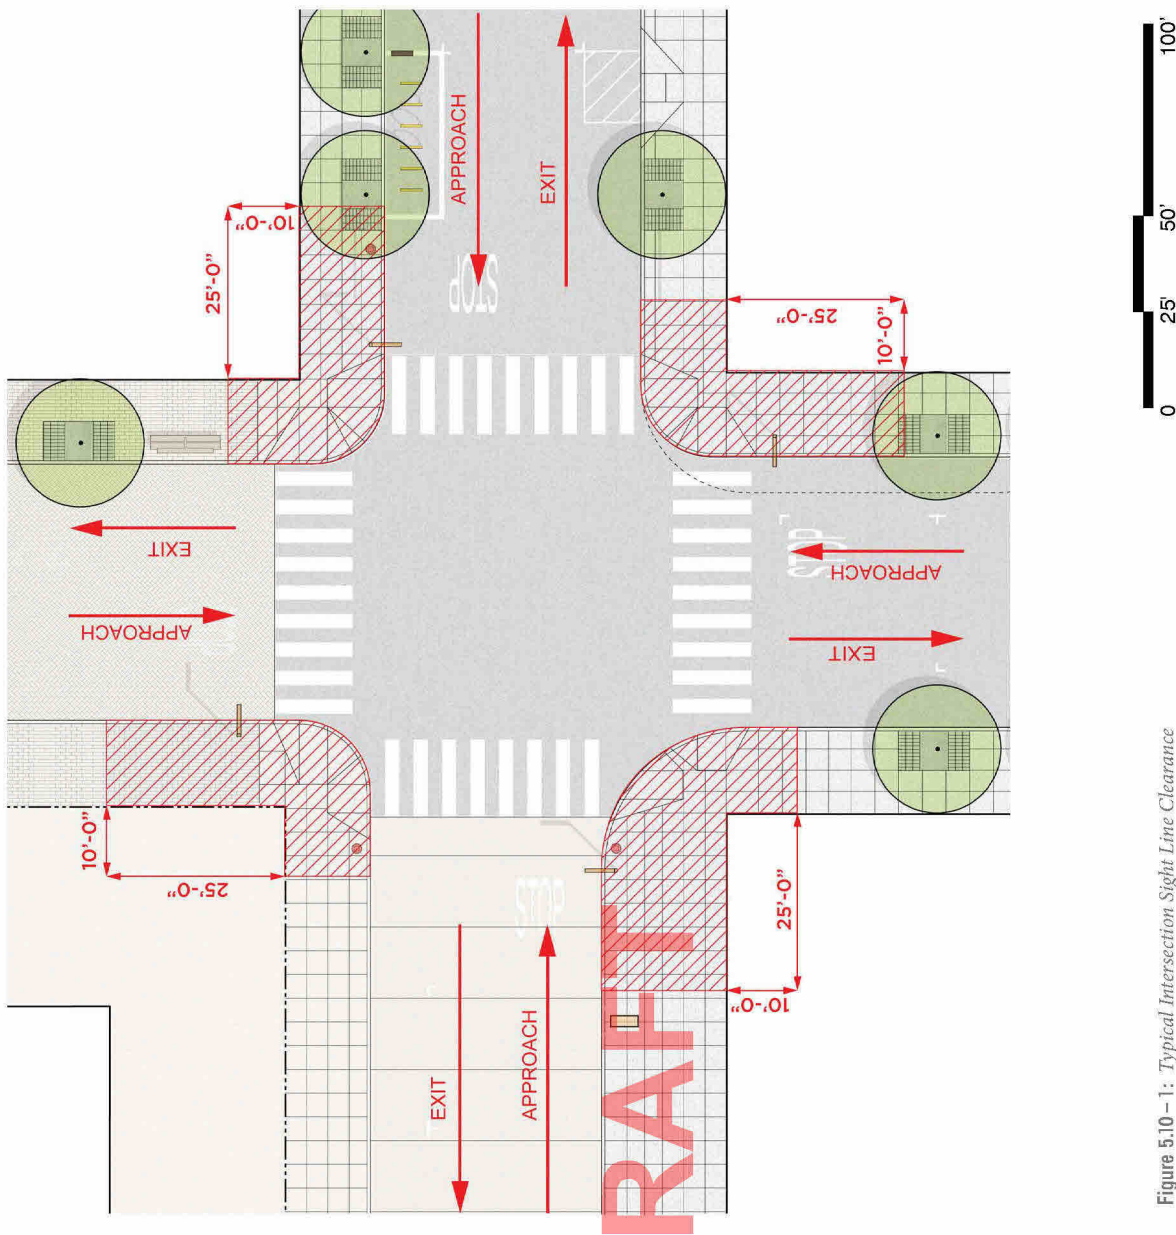 APPROACH
EXIT
10'-0"
25'-0"
STOP
25'-0"
10'-0"
EXIT
APPROACH
STOP
APPROACH
EXIT
10'-0"
25'-0"
STOP
25'-0"
10'-0"
EXIT
APPROACH
RAFT
0
25'
50'
100'
Figure 5.10 – 1: Typical Intersection Sight Line Clearance